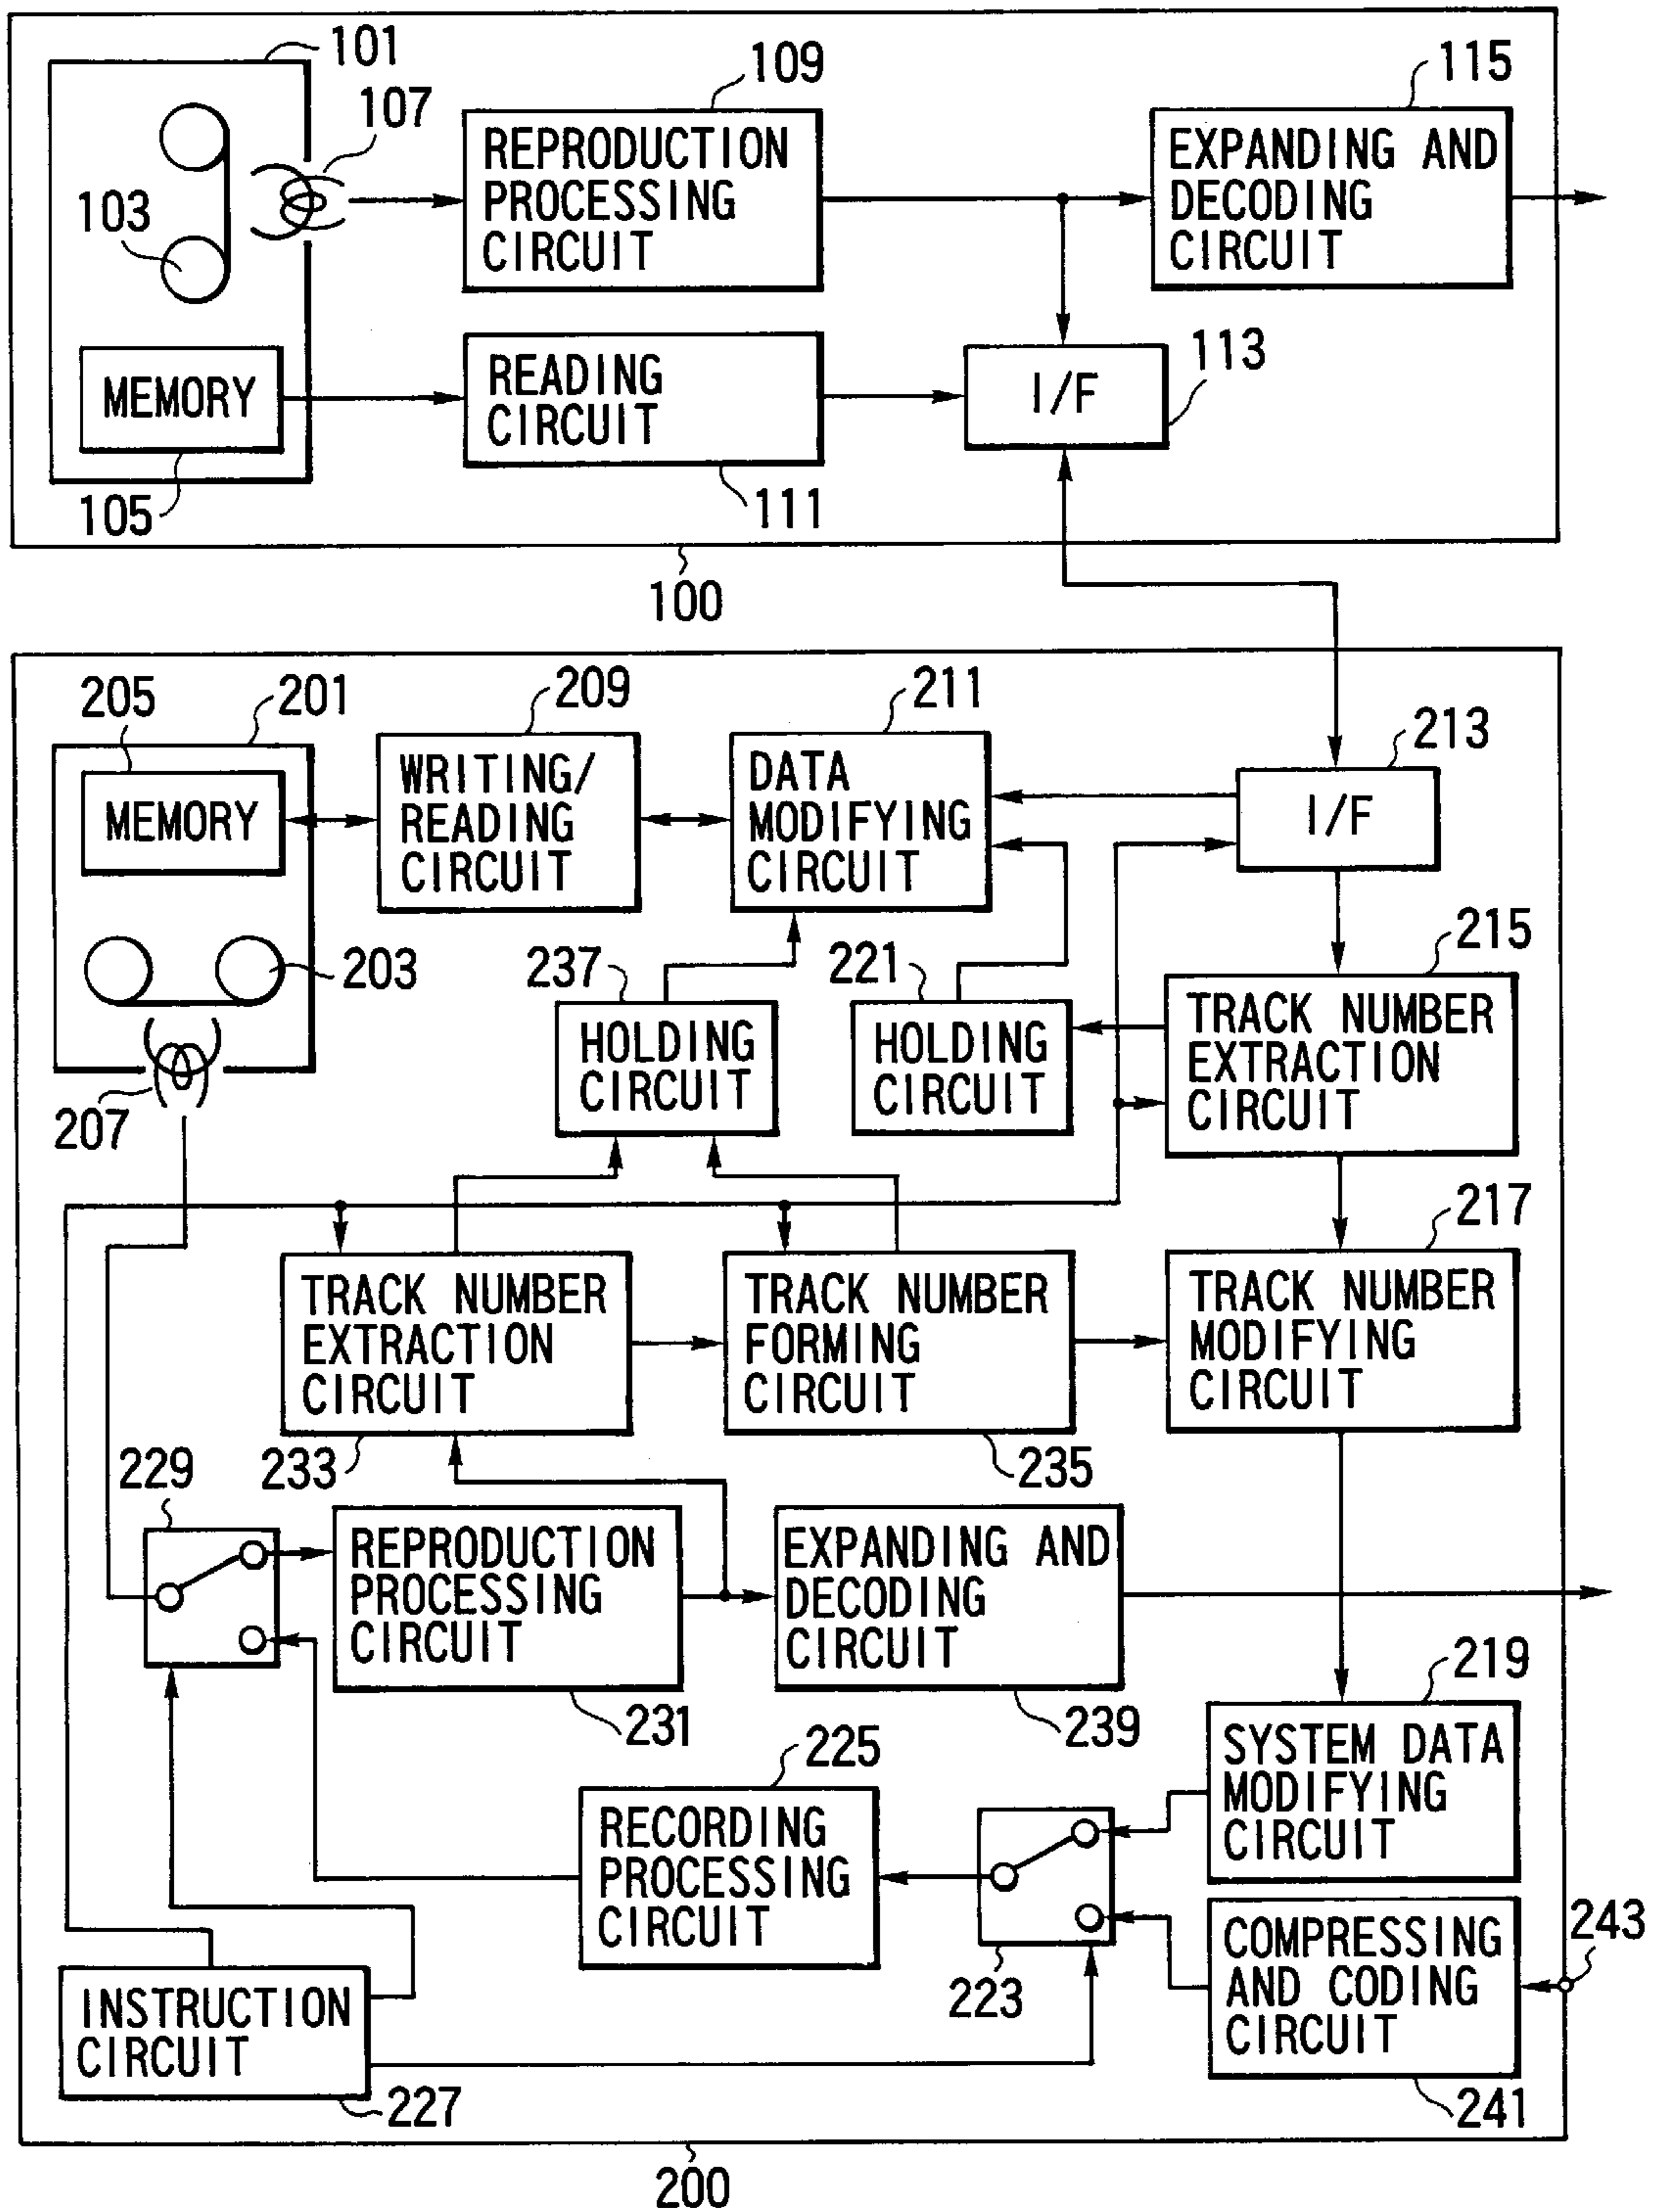 101
107
103
MEMORY
105
109
REPRODUCTION
PROCESSING
CIRCUIT
READING
CIRCUIT
111
115
EXPANDING AND
DECODING
CIRCUIT
I/F
113
100
205
201
MEMORY
203
207
209
WRITING/
READING
CIRCUIT
211
DATA
MODIFYING
CIRCUIT
213
I/F
237
HOLDING
CIRCUIT
221
HOLDING
CIRCUIT
215
TRACK NUMBER
EXTRACTION
CIRCUIT
TRACK NUMBER
EXTRACTION
CIRCUIT
233
TRACK NUMBER
FORMING
CIRCUIT
235
217
TRACK NUMBER
MODIFYING
CIRCUIT
229
REPRODUCTION
PROCESSING
CIRCUIT
231
EXPANDING AND
DECODING
CIRCUIT
239
219
SYSTEM DATA
MODIFYING
CIRCUIT
225
RECORDING
PROCESSING
CIRCUIT
223
COMPRESSING
AND CODING
CIRCUIT
241
243
INSTRUCTION
CIRCUIT
227
200